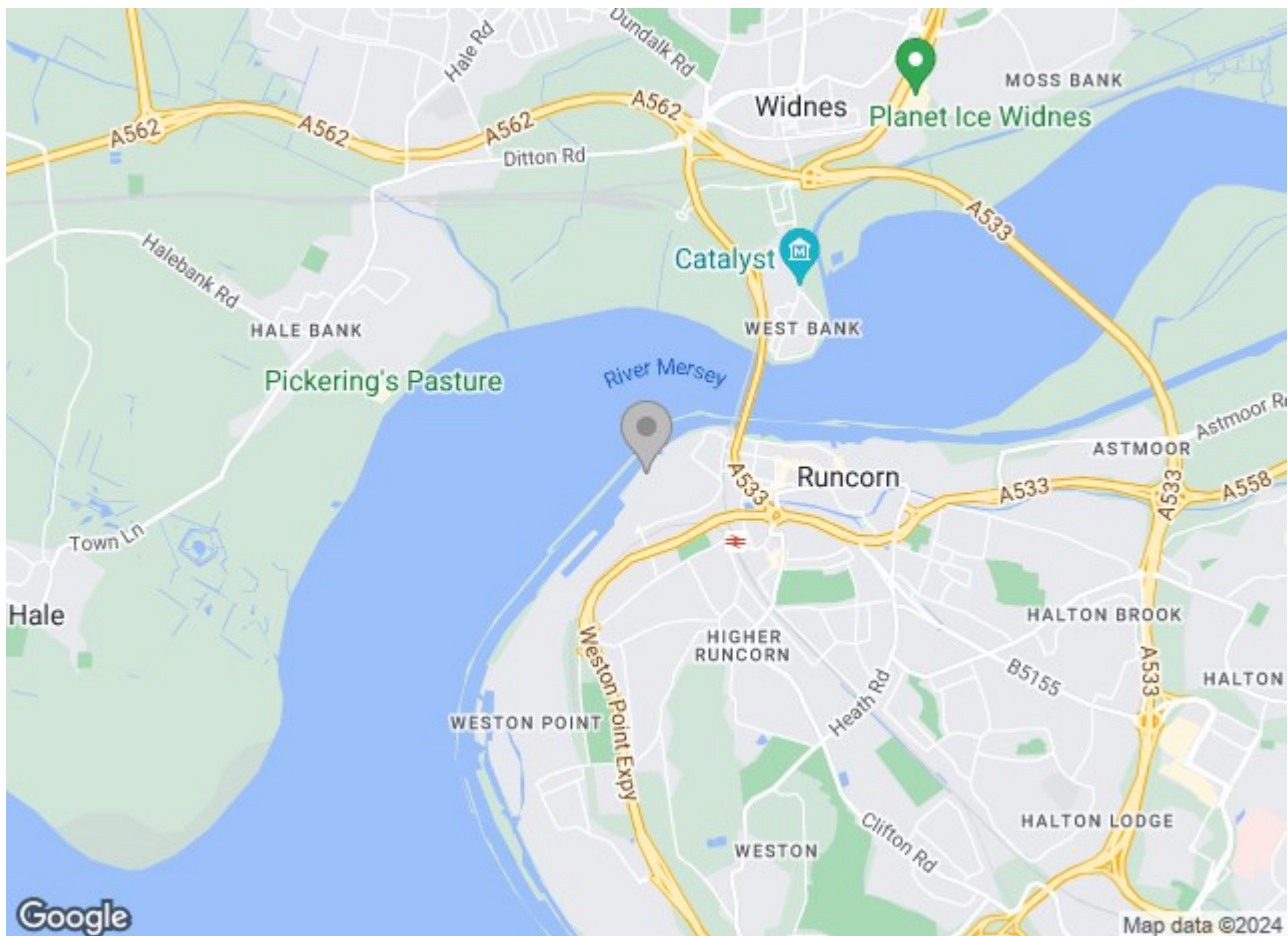 Dundalk Rd
Hale Rd
MOSS BANK
Widnes
Planet Ice Widnes
A562
A562
A562
A562
Ditton Rd
A533
Halebank Rd
Catalyst
HALE BANK
WEST BANK
Pickering's Pasture
River Mersey
Astmoor Rd
ASTMOOR
Runcorn
A533
A533
A533
A558
Town Ln
Hale
HALTON BROOK
HIGHER
RUNCORN
Weston Point Expy
Heath Rd
B5155
A533
HALTON
WESTON POINT
HALTON LODGE
Clifton Rd
WESTON
Google
Map data ©2024